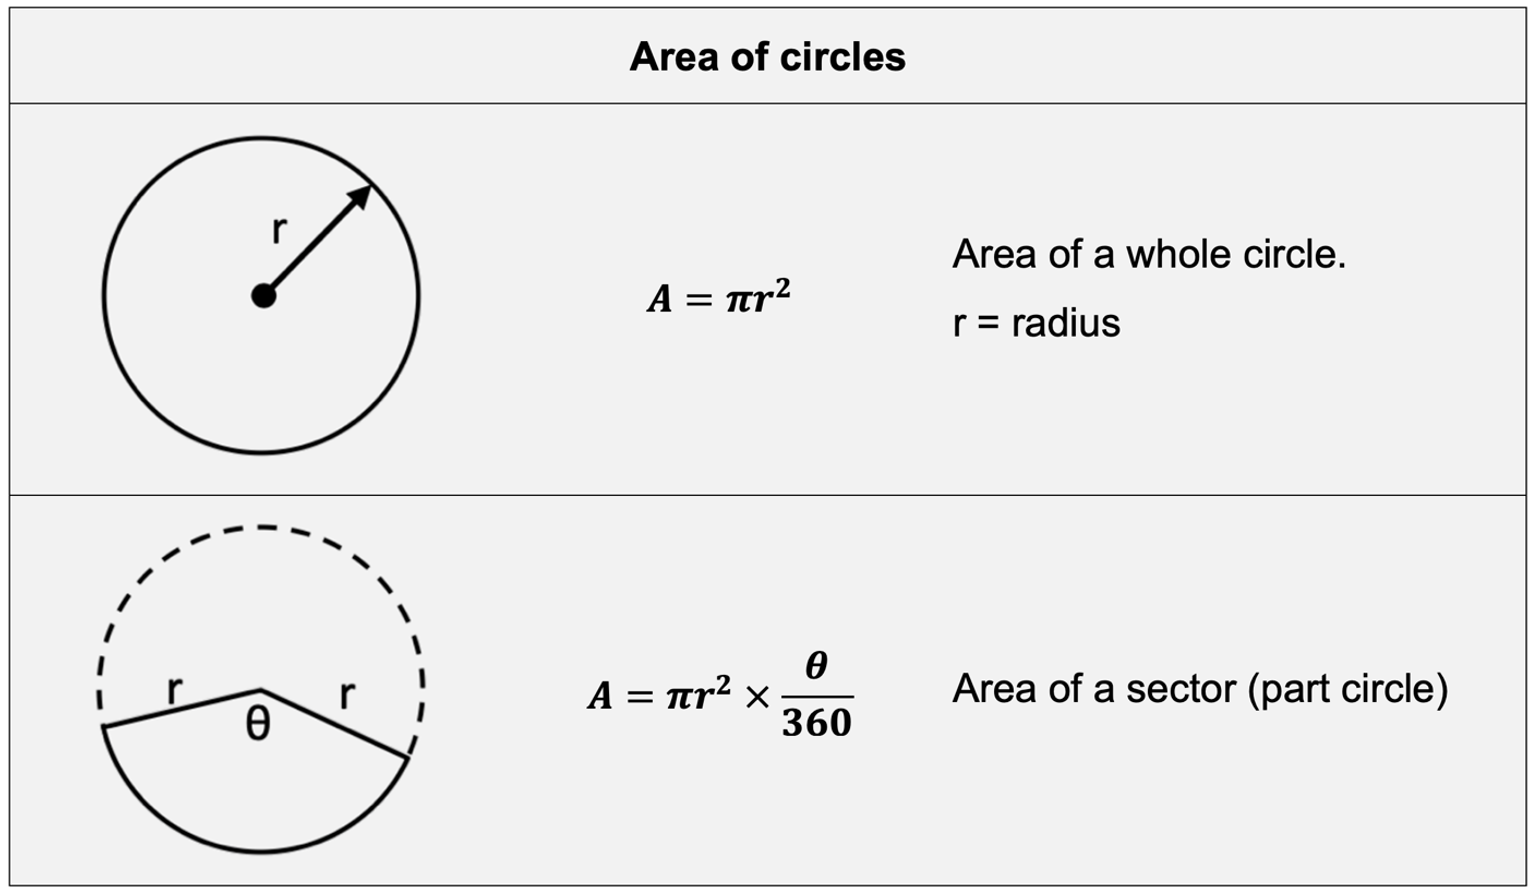 Area of circles
r
A = πr²
Area of a whole circle.
r = radius
r r
θ
A = πr² × θ/360
Area of a sector (part circle)